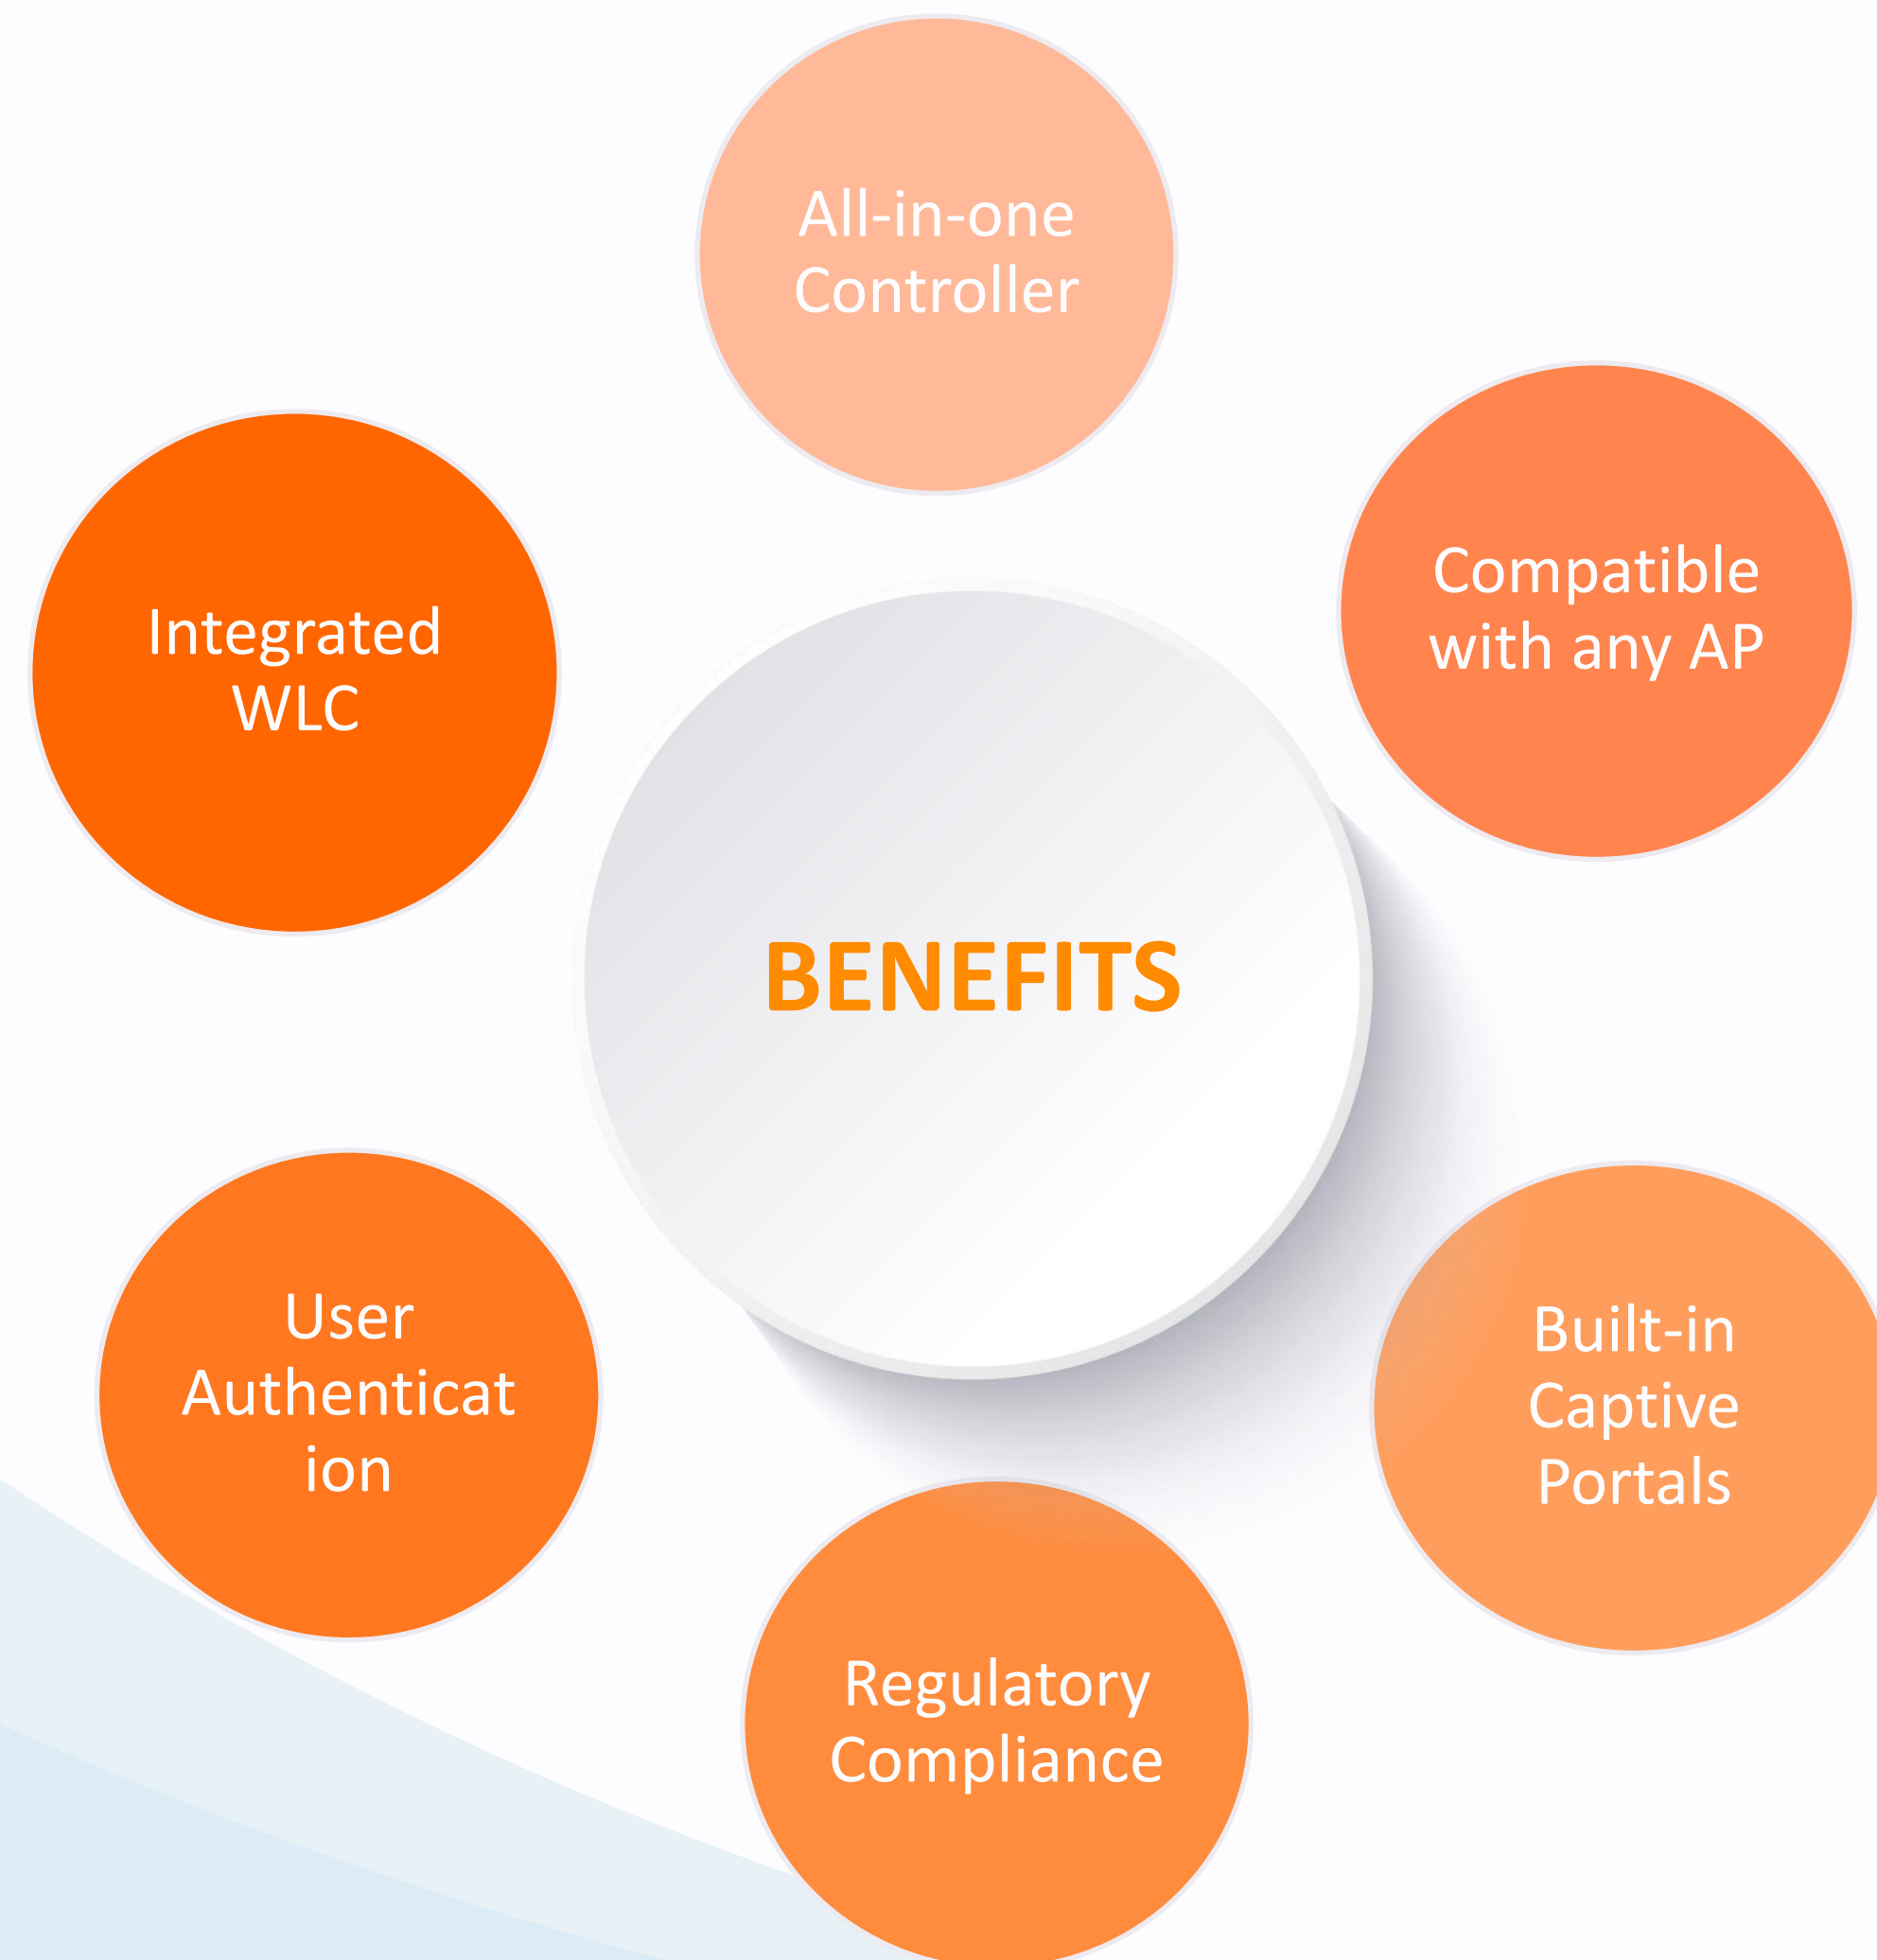 All-in-one
Controller
Compatible
with any AP
Integrated
WLC
BENEFITS
User
Authenticat
ion
Built-in
Captive
Portals
Regulatory
Compliance